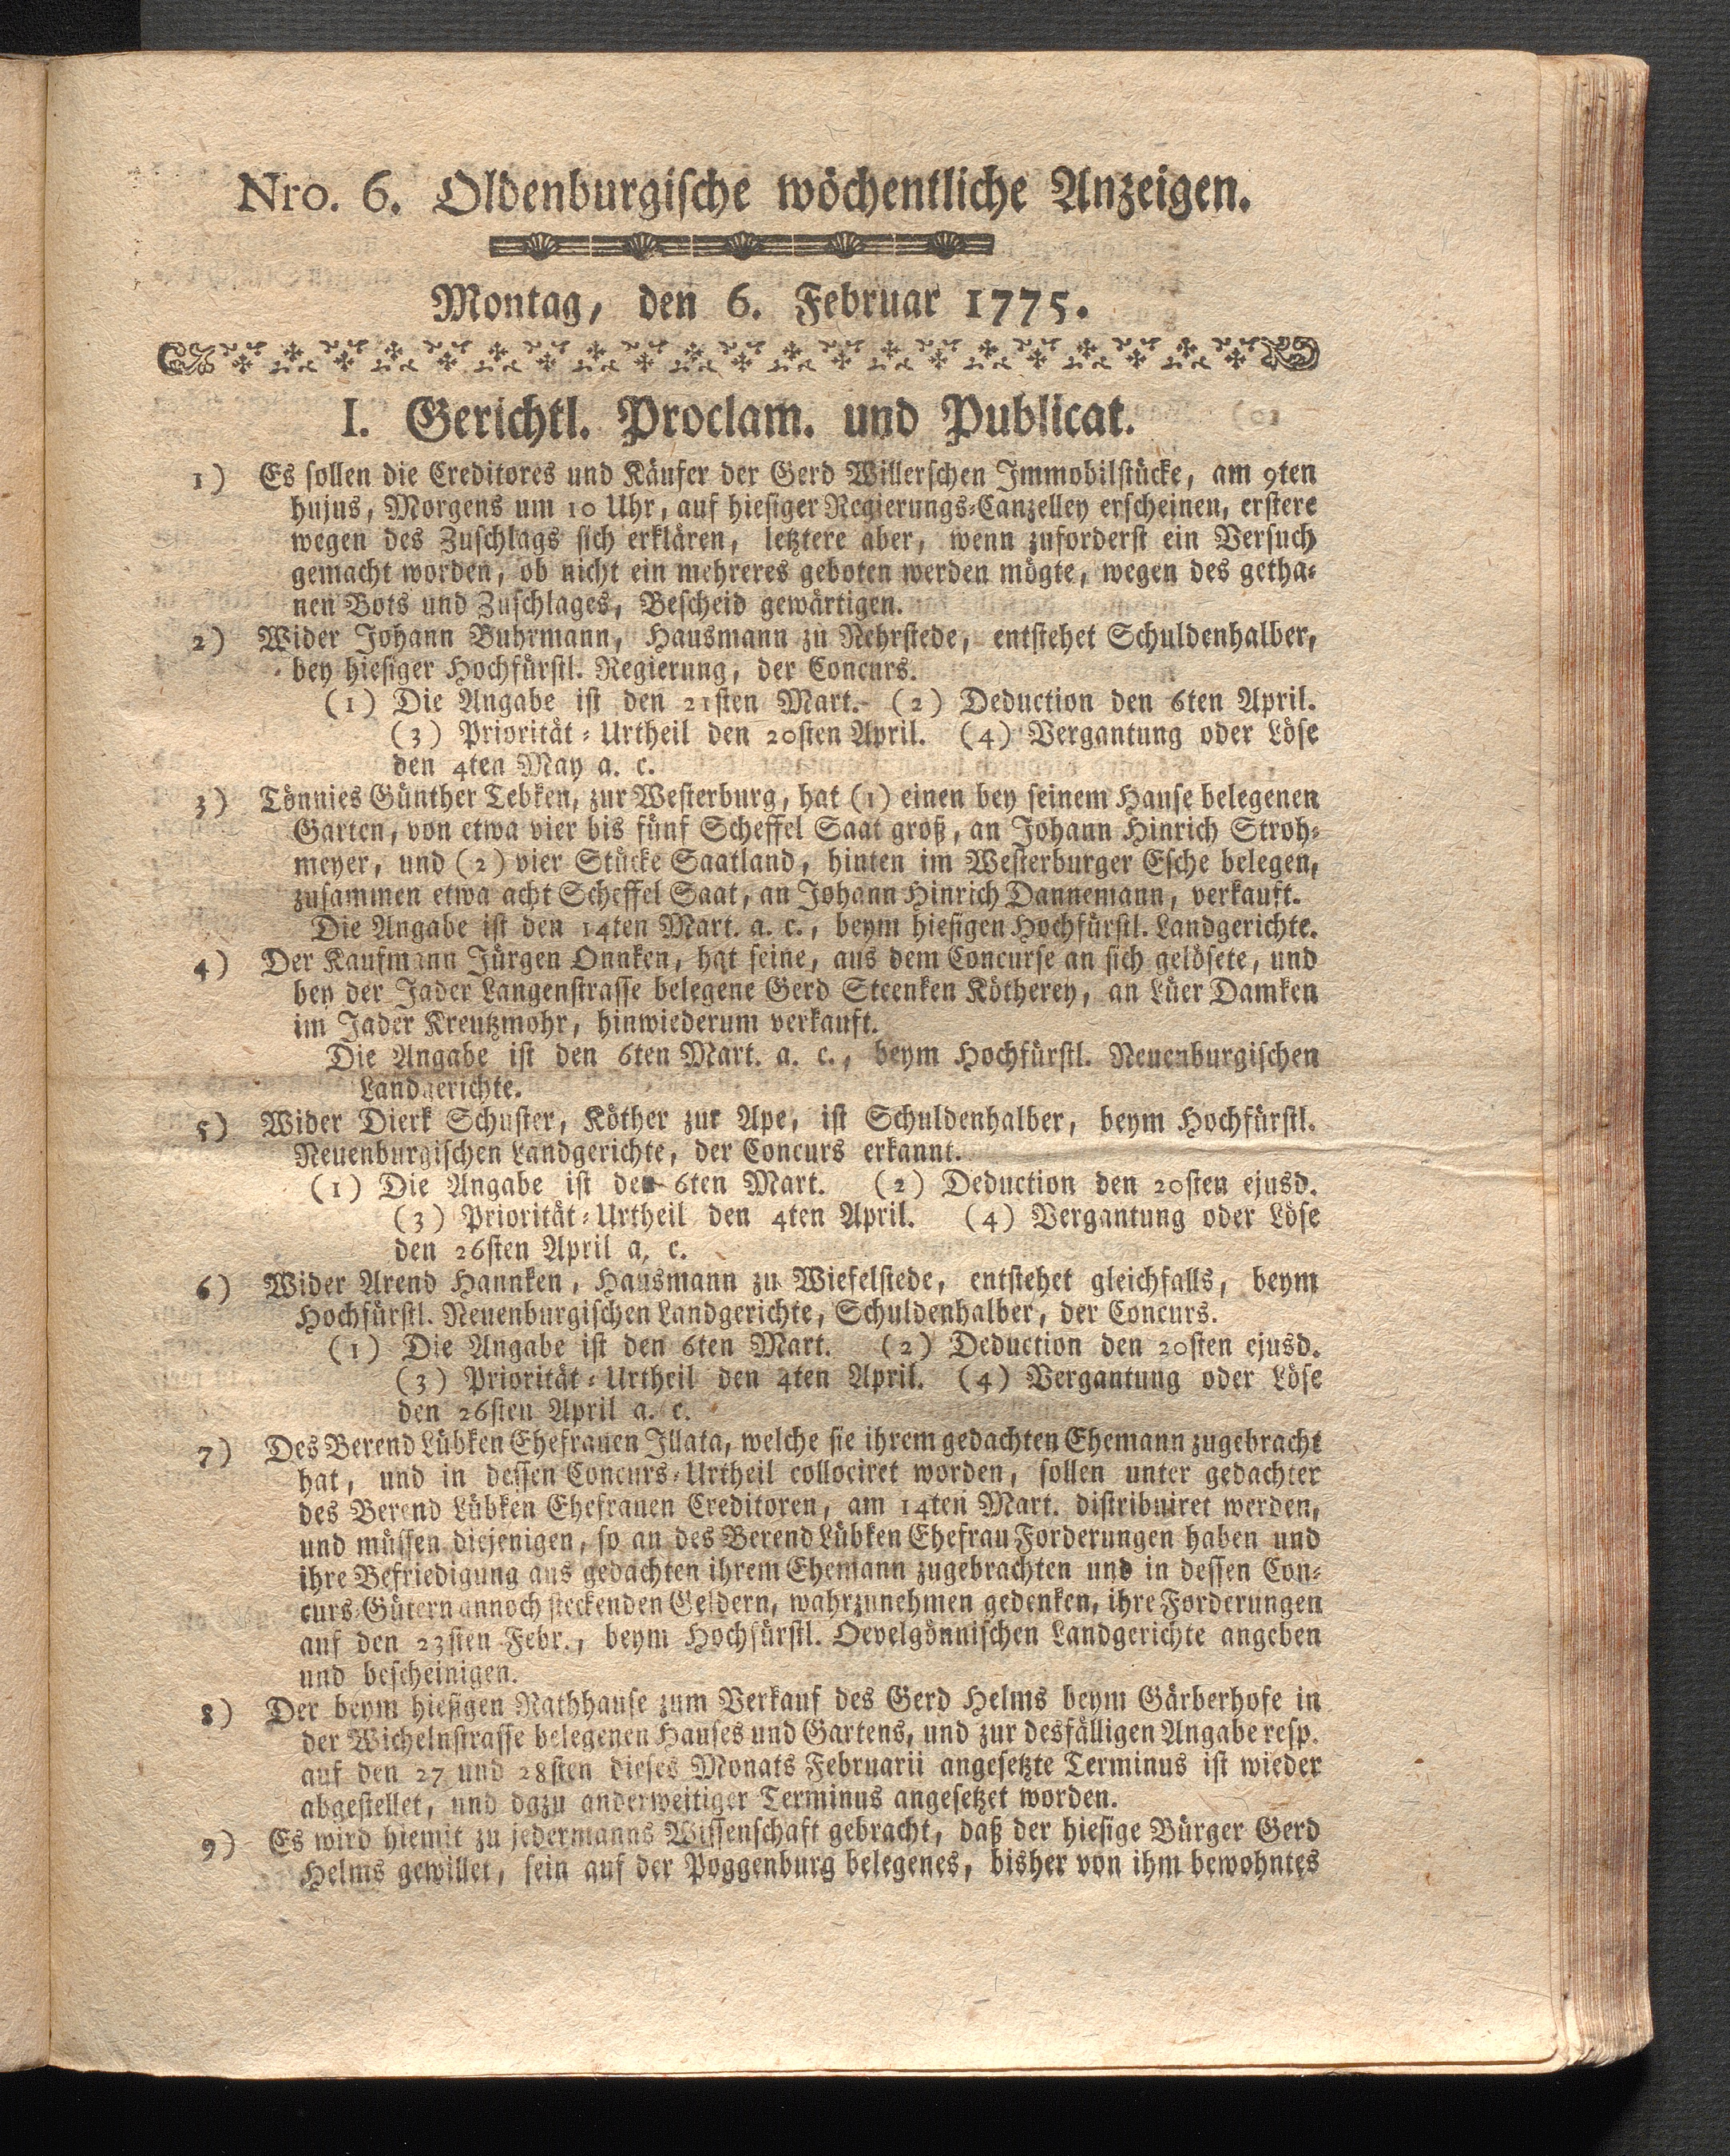 Nro. 6. Oldenburgische wöchentliche Anzeigen.
Montag, den 6. Februar 1775.
I. Gerichtl. Proclam. und Publicat.
1) Es sollen die Creditores und Käufer der Gerd Willerschen Immobilstücke, am 9ten
hujus, Morgens um 10 Uhr, auf hiesiger Regierungs-Canzelley erscheinen, erstere
wegen des Zuschlags sich erklären, letztere aber, wenn zuforderst ein Versuch
gemacht worden, ob nicht ein mehreres geboten werden mögte, wegen des getha-
nen Bots und Zuschlages, Bescheid gewärtigen.
2) Wider Johann Buhrmann, Hausmann zu Nehrstede, entstehet Schuldenhalber,
bey hiesiger Hochfürstl. Regierung, der Concurs.
(1) Die Angabe ist den 21sten Mart. (2) Deduction den 6ten April.
(3) Priorität-Urtheil den 20sten April. (4) Vergantung oder Löse
den 4ten May a. c.
3) Tönnies Günther Tebken, zur Westerburg, hat (1) einen bey seinem Hause belegenen
Garten, von etwa vier bis fünf Scheffel Saat groß, an Johann Hinrich Stroh-
meyer, und (2) vier Stücke Saatland, hinten im Westerburger Esche belegen,
zusammen etwa acht Scheffel Saat, an Johann Hinrich Dannemann, verkauft.
Die Angabe ist den 14ten Mart. a. c., beym hiesigen Hochfürstl. Landgerichte.
4) Der Kaufmann Jürgen Onnken, hat seine, aus dem Concurse an sich gelösete, und
bey der Jader Langenstrasse belegene Gerd Steenken Kötherey, an Lüer Damken
im Jader Kreutzmohr, hinwiederum verkauft.
Die Angabe ist den 6ten Mart. a. c., beym Hochfürstl. Neuenburgischen
Landgerichte.
5) Wider Dierk Schuster, Köther zur Ape, ist Schuldenhalber, beym Hochfürstl.
Neuenburgischen Landgerichte, der Concurs erkannt.
(1) Die Angabe ist den 6ten Mart. (2) Deduction den 20sten ejusd.
(3) Priorität-Urtheil den 4ten April. (4) Vergantung oder Löse
den 26sten April a. c.
6) Wider Arend Hannken, Hausmann zu Wiefelstede, entstehet gleichfalls, beym
Hochfürstl. Neuenburgischen Landgerichte, Schuldenhalber, der Concurs.
(1) Die Angabe ist den 6ten Mart. (2) Deduction den 20sten ejusd.
(3) Priorität-Urtheil den 4ten April. (4) Vergantung oder Löse
den 26sten April a. c.
7) Des Berend Lübken Ehefrauen Illata, welche sie ihrem gedachten Ehemann zugebracht
hat, und in dessen Concurs-Urtheil collociret worden, sollen unter gedachter
des Berend Lübken Ehefrauen Creditoren, am 14ten Mart. distribuiret werden,
und müssen diejenigen, so an des Berend Lübken Ehefrau Forderungen haben und
ihre Befriedigung aus gedachten ihrem Ehemann zugebrachten und in dessen Con-
curs-Gütern annoch steckenden Geldern, wahrzunehmen gedenken, ihre Forderungen
auf den 23sten Febr., beym Hochfürstl. Oevelgönnischen Landgerichte angeben
und bescheinigen.
8) Der beym hiesigen Rathhause zum Verkauf des Gerd Helms beym Gärberhofe in
der Wichelnstrasse belegenen Hauses und Gartens, und zur desfälligen Angabe resp.
auf den 27 und 28sten dieses Monats Februarii angesetzte Terminus ist wieder
abgestellet, und dazu anderweitiger Terminus angesetzet worden.
9) Es wird hiemit zu jedermanns Wissenschaft gebracht, daß der hiesige Bürger Gerd
Helms gewillet, sein auf der Poggenburg belegenes, bisher von ihm bewohntes